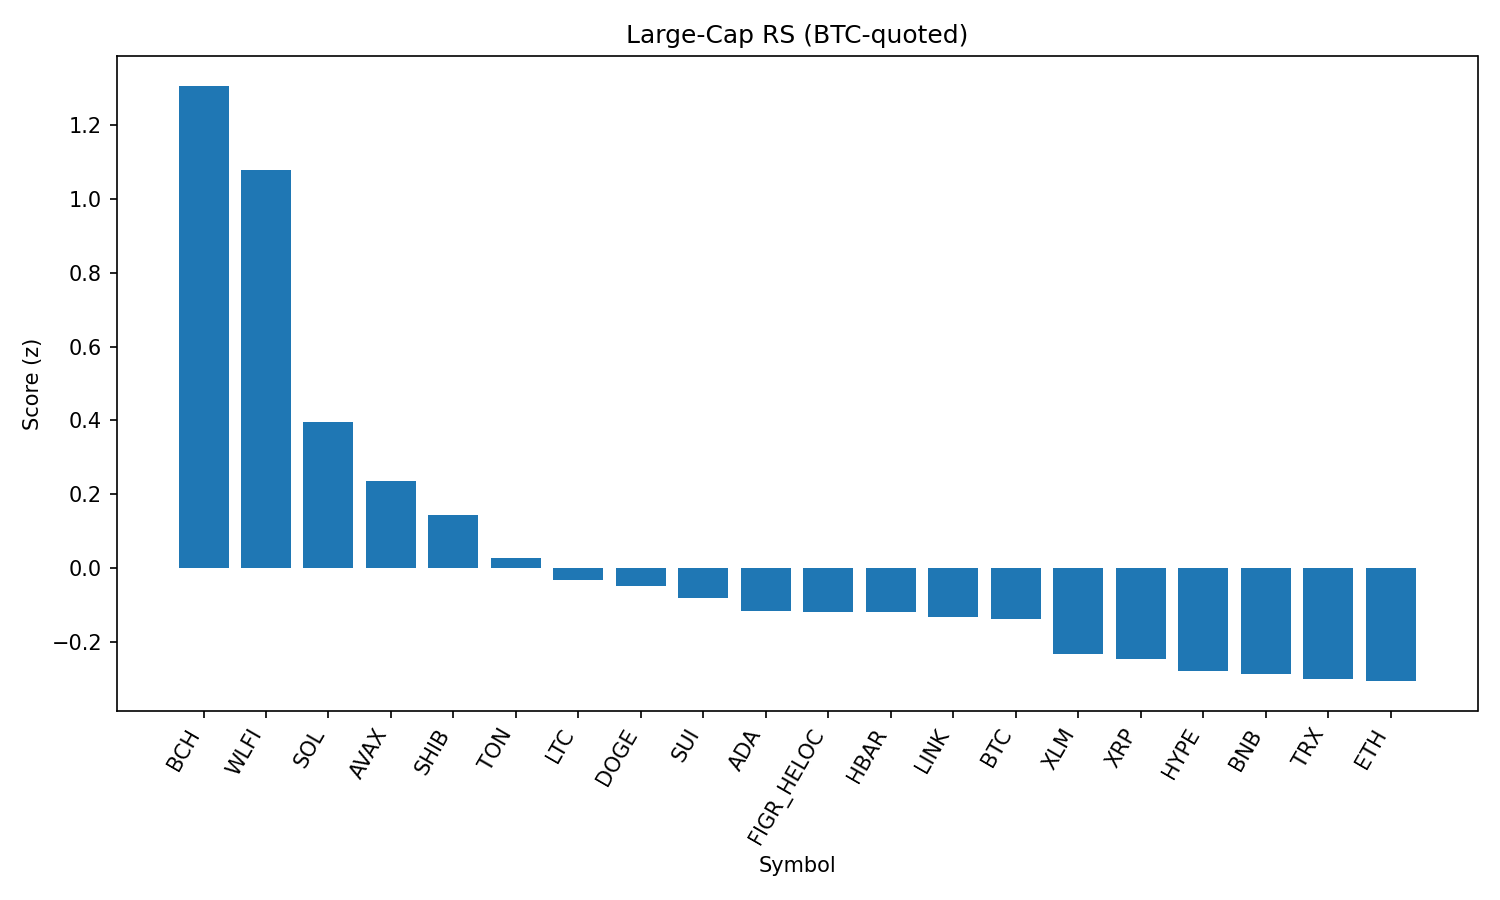 Large-Cap RS (BTC-quoted)
Score (z)
1.2
1.0
0.8
0.6
0.4
0.2
0.0
−0.2
BCH
WLFI
SOL
AVAX
SHIB
TON
LTC
DOGE
SUI
ADA
FIGR_HELOC
HBAR
LINK
BTC
XLM
XRP
HYPE
BNB
TRX
ETH
Symbol